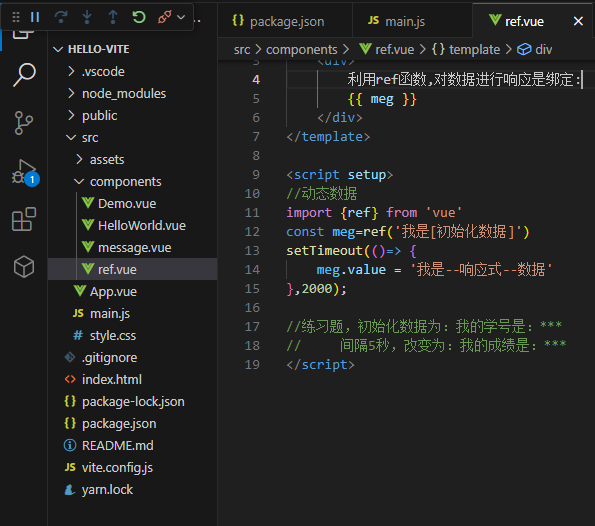 package.json
main.js
ref.vue
HELLO-VITE
.vscode
node_modules
public
src
assets
components
Demo.vue
HelloWorld.vue
message.vue
ref.vue
App.vue
main.js
style.css
.gitignore
index.html
package-lock.json
package.json
README.md
vite.config.js
yarn.lock
1
src > components > ref.vue > {} template > div
3 <div>
4 利用ref函数,对数据进行响应是绑定:
5 {{ meg }}
6 </div>
7 </template>
8
9 <script setup>
10 //动态数据
11 import {ref} from 'vue'
12 const meg=ref('我是[初始化数据]')
13 setTimeout(()=> {
14 meg.value = '我是--响应式--数据'
15 },2000);
16
17 //练习题，初始化数据为：我的学号是：***
18 // 间隔5秒，改变为：我的成绩是：***
19 </script>